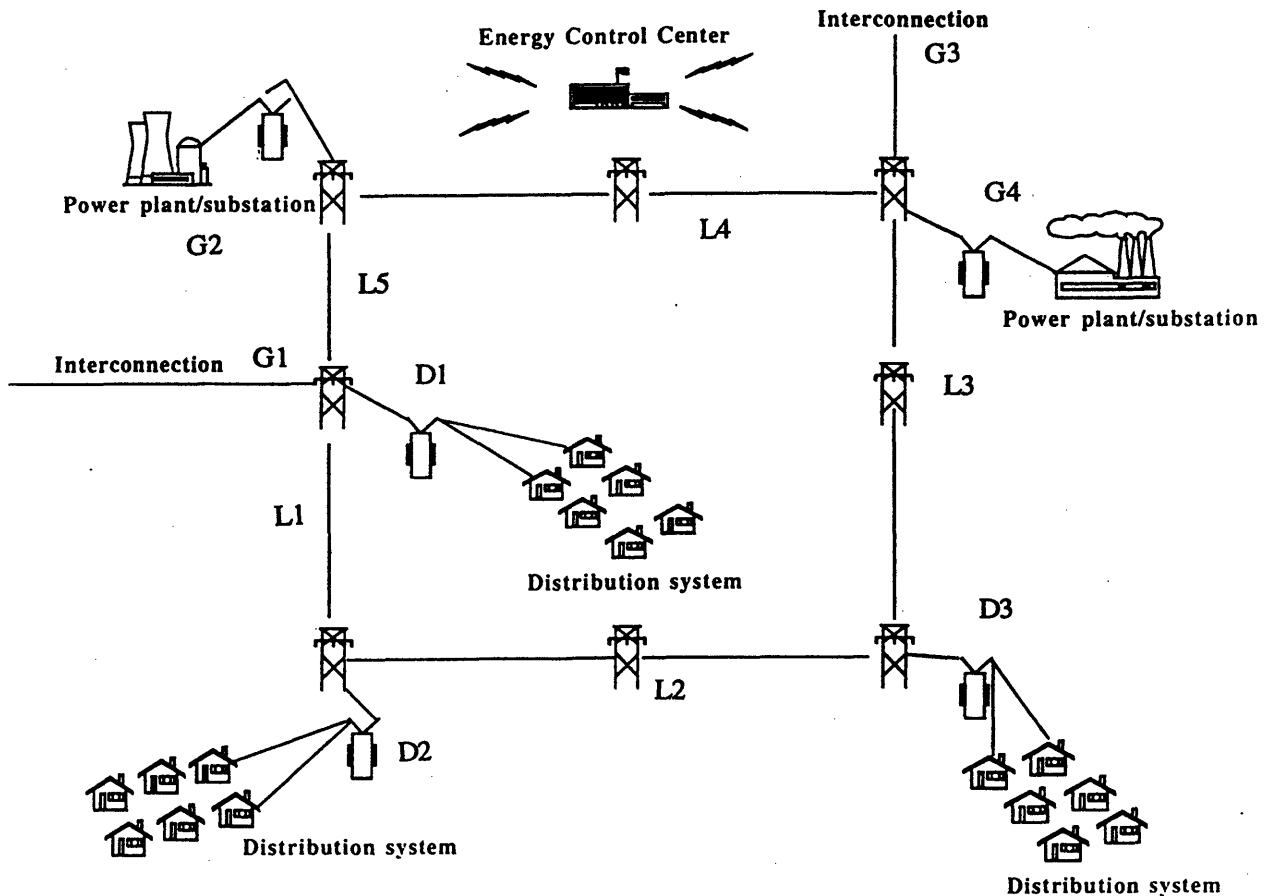 Interconnection
Energy Control Center
G3
G4
Power plant/substation
G2
L4
L5
Power plant/substation
Interconnection
G1
D1
L3
L1
Distribution system
D3
L2
D2
Distribution system
Distribution system